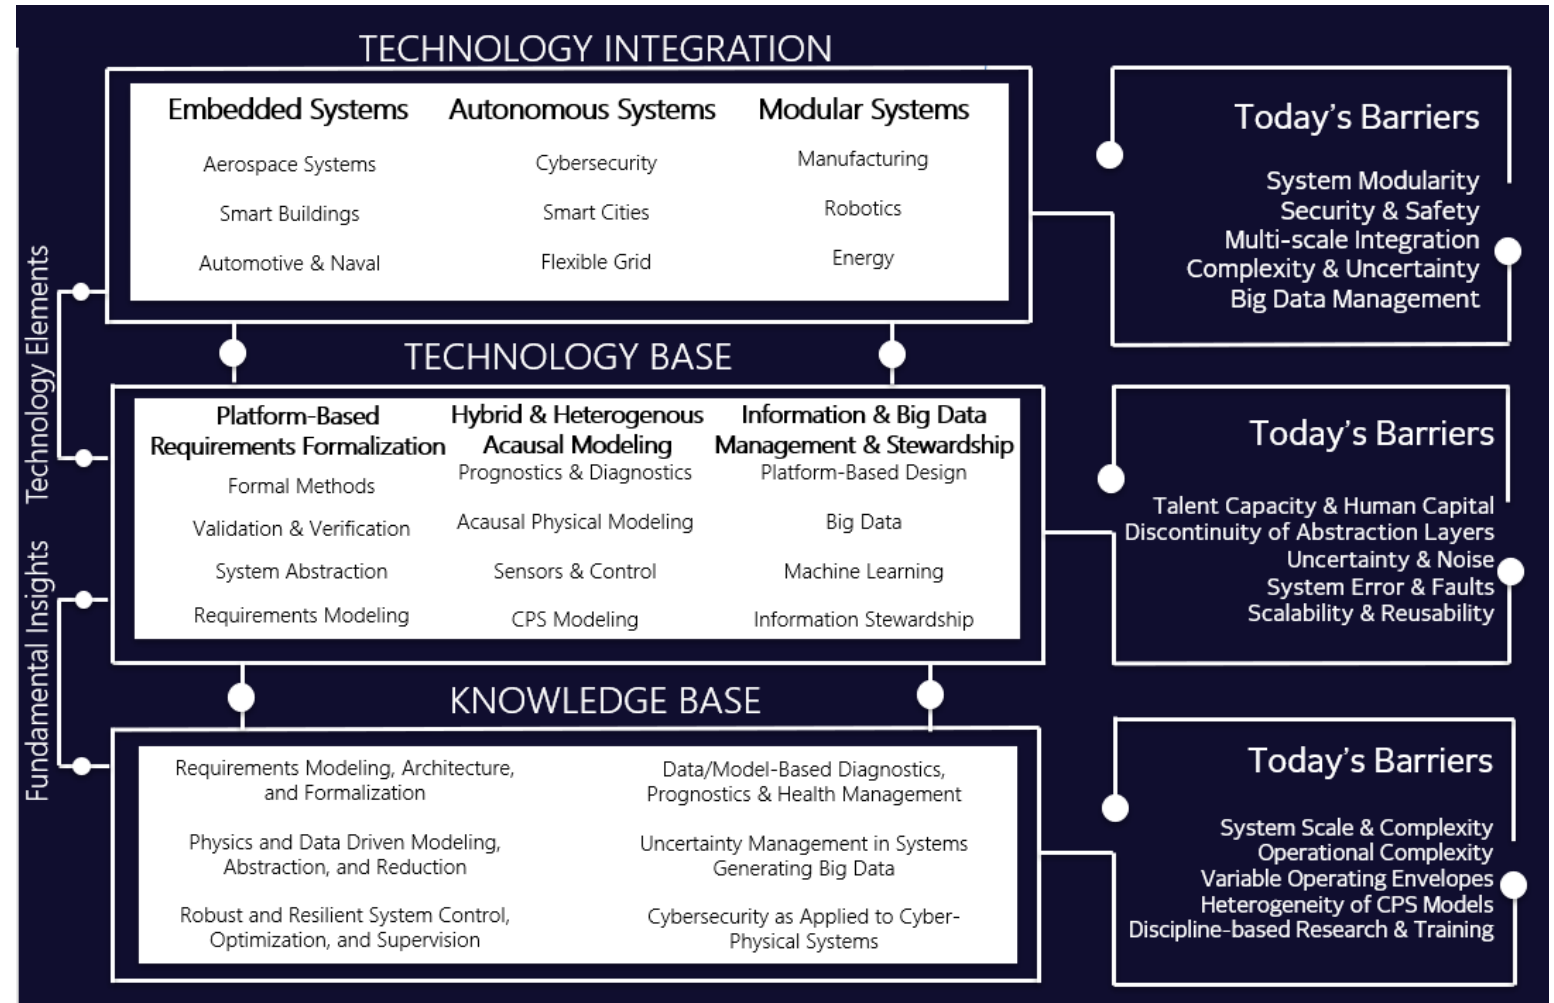 TECHNOLOGY INTEGRATION
Embedded Systems
Aerospace Systems
Smart Buildings
Automotive & Naval
Autonomous Systems
Cybersecurity
Smart Cities
Flexible Grid
Modular Systems
Manufacturing
Robotics
Energy
Today's Barriers
System Modularity
Security & Safety
Multi-scale Integration
Complexity & Uncertainty
Big Data Management
Technology Elements
TECHNOLOGY BASE
Platform-Based
Requirements Formalization
Formal Methods
Validation & Verification
System Abstraction
Requirements Modeling
Hybrid & Heterogenous
Acausal Modeling
Prognostics & Diagnostics
Acausal Physical Modeling
Sensors & Control
CPS Modeling
Information & Big Data
Management & Stewardship
Platform-Based Design
Big Data
Machine Learning
Information Stewardship
Today's Barriers
Talent Capacity & Human Capital
Discontinuity of Abstraction Layers
Uncertainty & Noise
System Error & Faults
Scalability & Reusability
Fundamental Insights
KNOWLEDGE BASE
Requirements Modeling, Architecture,
and Formalization
Physics and Data Driven Modeling,
Abstraction, and Reduction
Robust and Resilient System Control,
Optimization, and Supervision
Data/Model-Based Diagnostics,
Prognostics & Health Management
Uncertainty Management in Systems
Generating Big Data
Cybersecurity as Applied to Cyber-
Physical Systems
Today's Barriers
System Scale & Complexity
Operational Complexity
Variable Operating Envelopes
Heterogeneity of CPS Models
Discipline-based Research & Training